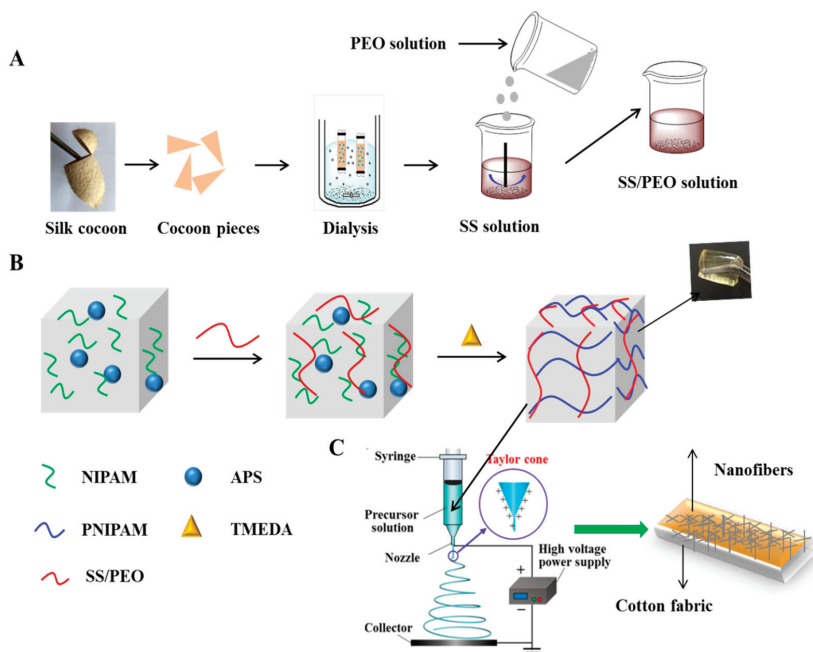 A
PEO solution
Silk cocoon
Cocoon pieces
Dialysis
SS solution
SS/PEO solution
B
NIPAM
APS
PNIPAM
TMEDA
SS/PEO
C
Syringe
Taylor cone
Precursor
solution
Nozzle
High voltage
power supply
Collector
Nanofibers
Cotton fabric